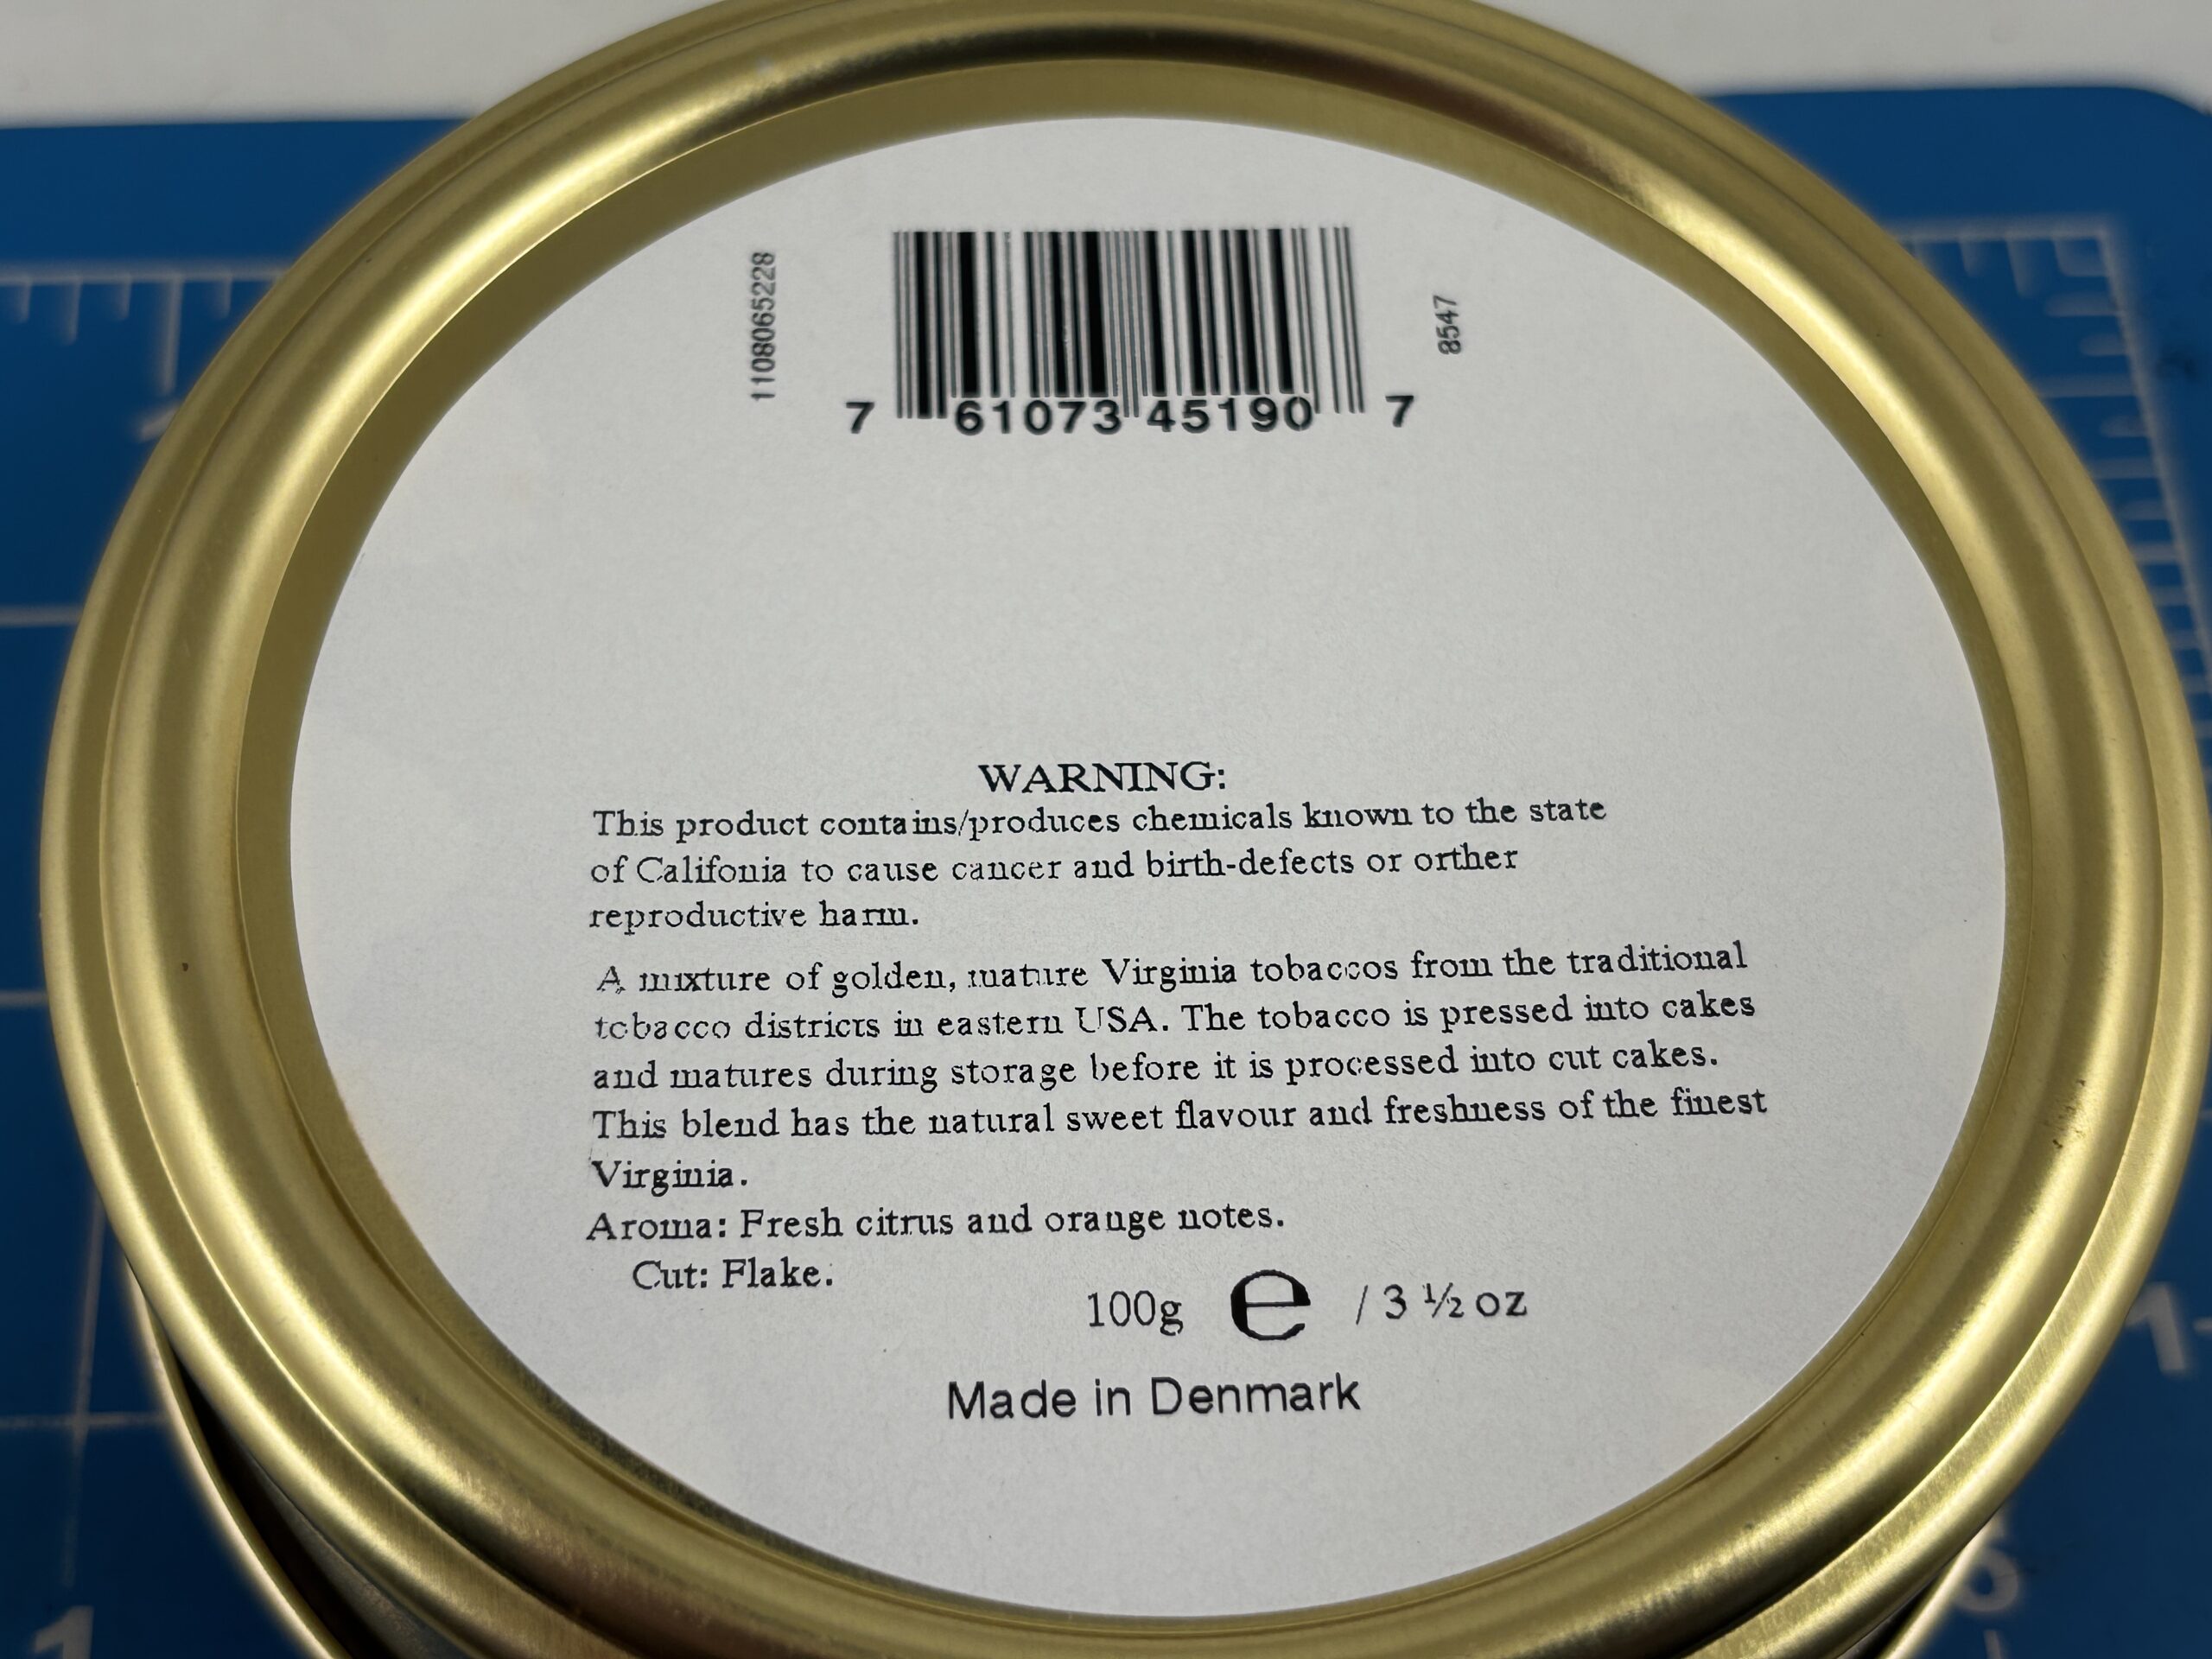 1108065228
8547
7 61073 45190 7
WARNING:
This product contains/produces chemicals known to the state
of Califonia to cause cancer and birth-defects or orther
reproductive harm.
A mixture of golden, mature Virginia tobaccos from the traditional
tobacco districts in eastern USA. The tobacco is pressed into cakes
and matures during storage before it is processed into cut cakes.
This blend has the natural sweet flavour and freshness of the finest
Virginia.
Aroma: Fresh citrus and orange notes.
Cut: Flake.
100g e / 3 ½ oz
Made in Denmark
1
1